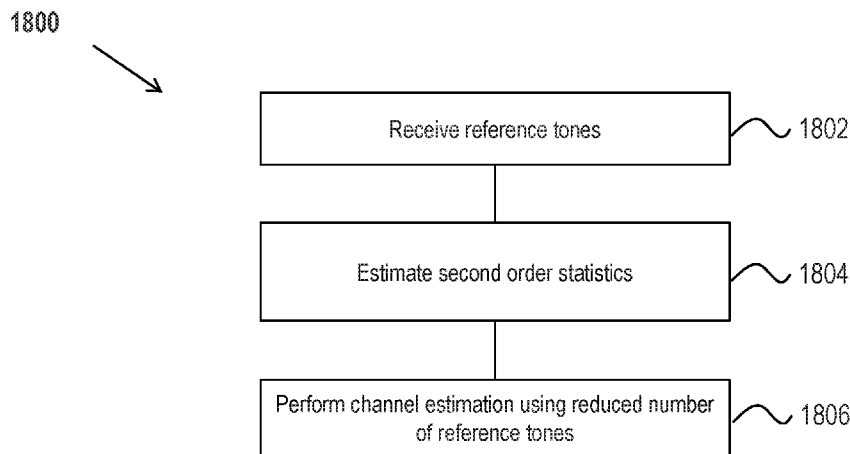 1800
Receive reference tones
1802
Estimate second order statistics
1804
Perform channel estimation using reduced number
of reference tones
1806